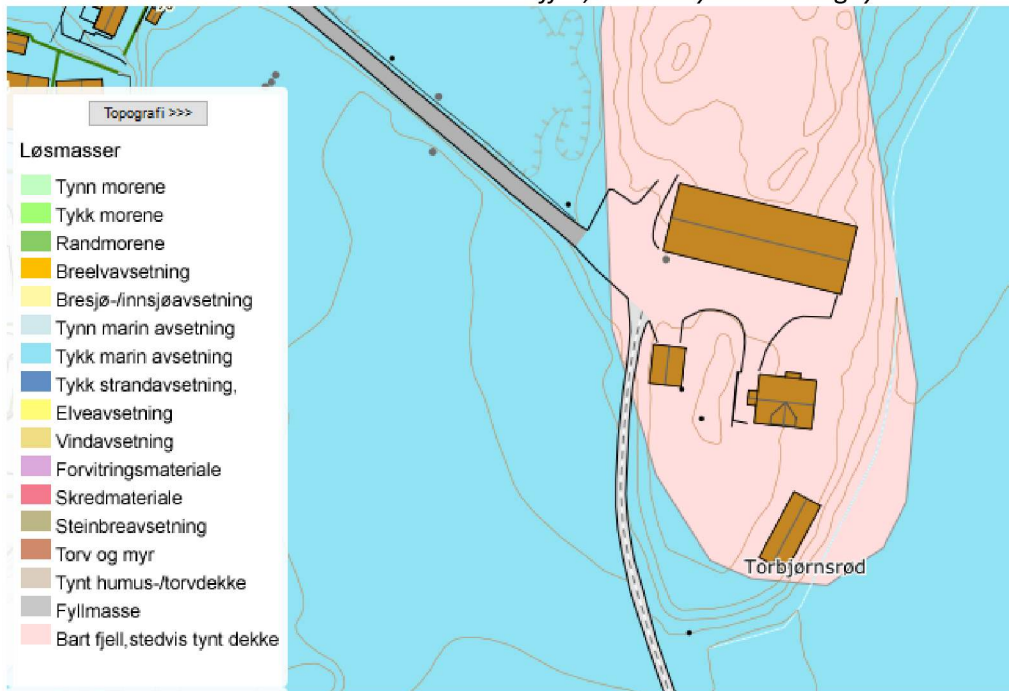 Topografi >>>
Løsmasser
Tynn morene
Tykk morene
Randmorene
Breelvavsetning
Bresjø-/innsjøavsetning
Tynn marin avsetning
Tykk marin avsetning
Tykk strandavsetning,
Elveavsetning
Vindavsetning
Forvitringsmateriale
Skredmateriale
Steinbreavsetning
Torv og myr
Tynt humus-/torvdekke
Fyllmasse
Bart fjell,stedvis tynt dekke
Torbjørnsrød